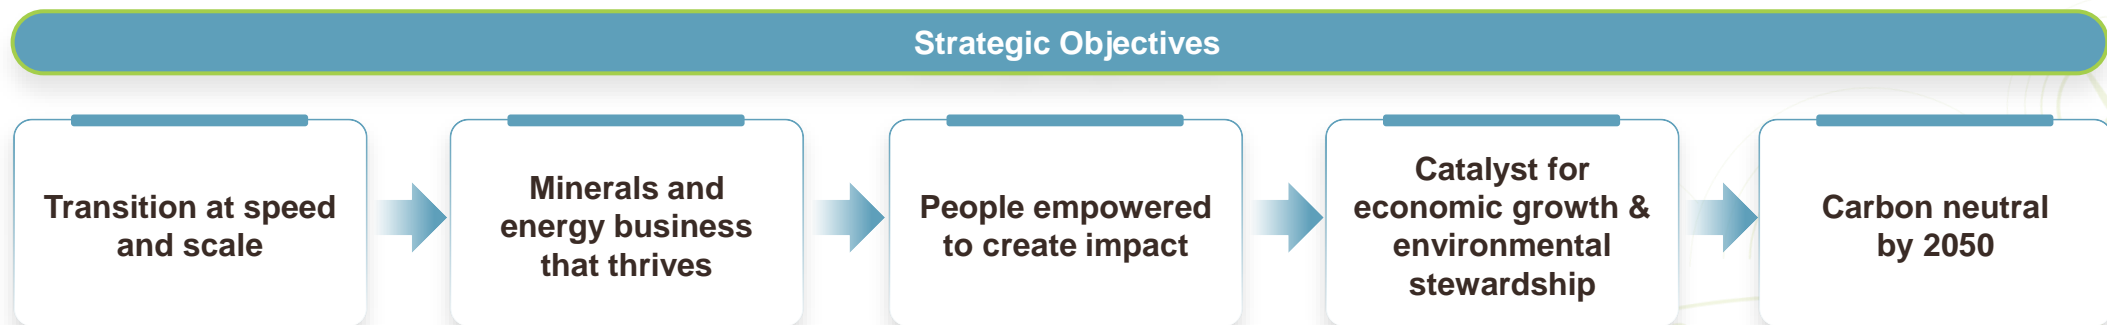 Strategic Objectives
Transition at speed
and scale
Minerals and
energy business
that thrives
People empowered
to create impact
Catalyst for
economic growth &
environmental
stewardship
Carbon neutral
by 2050